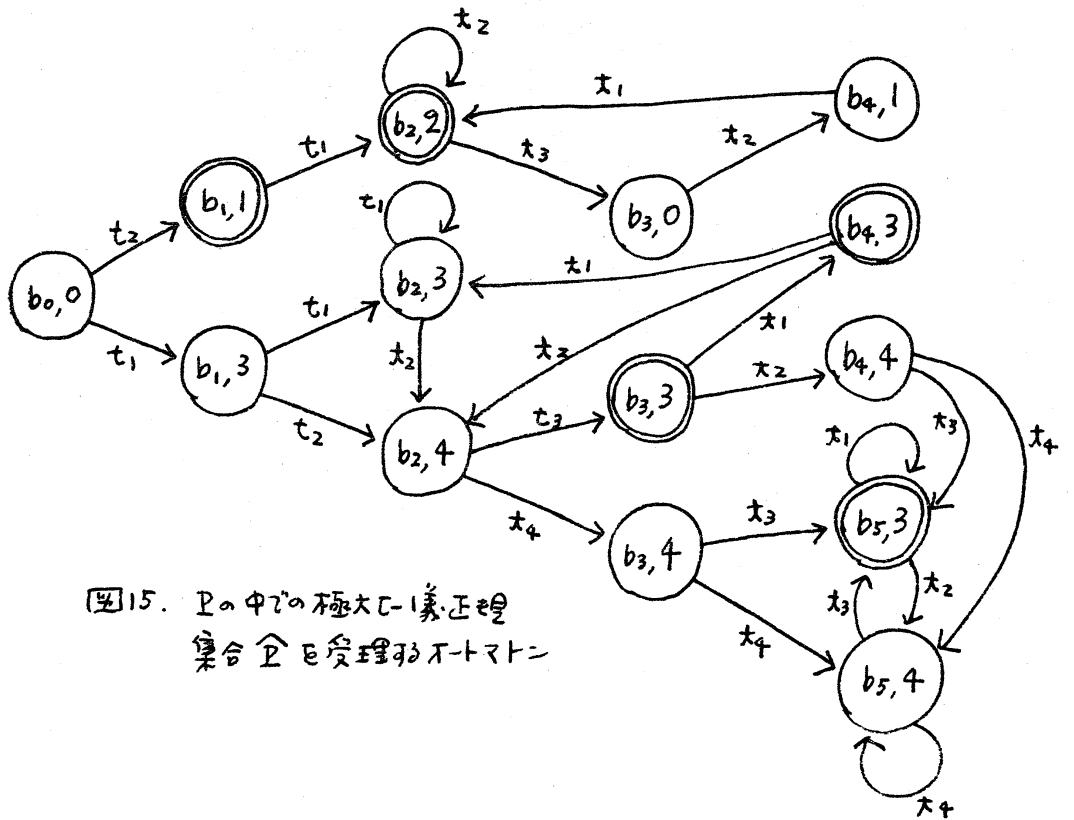 t2
b2,2
t1
b4,1
t3
t2
t1
b1,1
t1
b3,0
b4,3
t2
b0,0
b2,3
t1
t1
t1
t1
b1,3
t2
t2
b4,4
t2
t3
b3,3
t2
b2,4
t1
t3
t4
t4
t3
b5,3
b3,4
t2
t3
t4
b5,4
t4
図15. Pの中での極大τ-一義正規
集合 P̂ を受理するオートマトン